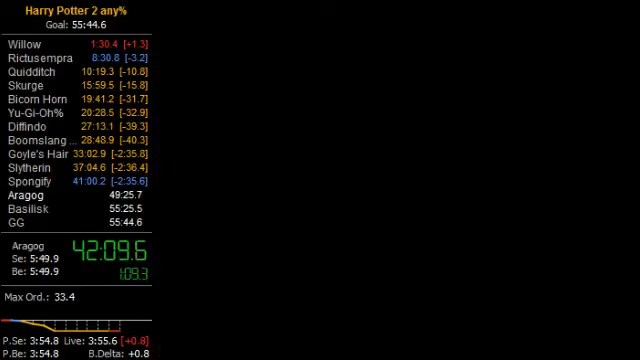 Harry Potter 2 any%
Goal: 55:44.6
Willow 1:30.4 [+1.3]
Rictusempra 8:30.8 [-3.2]
Quidditch 10:19.3 [-10.8]
Skurge 15:59.5 [-15.8]
Bicorn Horn 19:41.2 [-31.7]
Yu-Gi-Oh% 20:28.5 [-32.9]
Diffindo 27:13.1 [-39.3]
Boomslang ... 28:48.9 [-40.3]
Goyle's Hair 33:02.9 [-2:35.8]
Slytherin 37:04.6 [-2:36.4]
Spongify 41:00.2 [-2:35.6]
Aragog 49:25.7
Basilisk 55:25.5
GG 55:44.6
Aragog 42:09.6
Se: 5:49.9
Be: 5:49.9 1:09.3
Max Ord.: 33.4
P.Se: 3:54.8 Live: 3:55.6 [+0.8]
P.Be: 3:54.8 B.Delta: +0.8